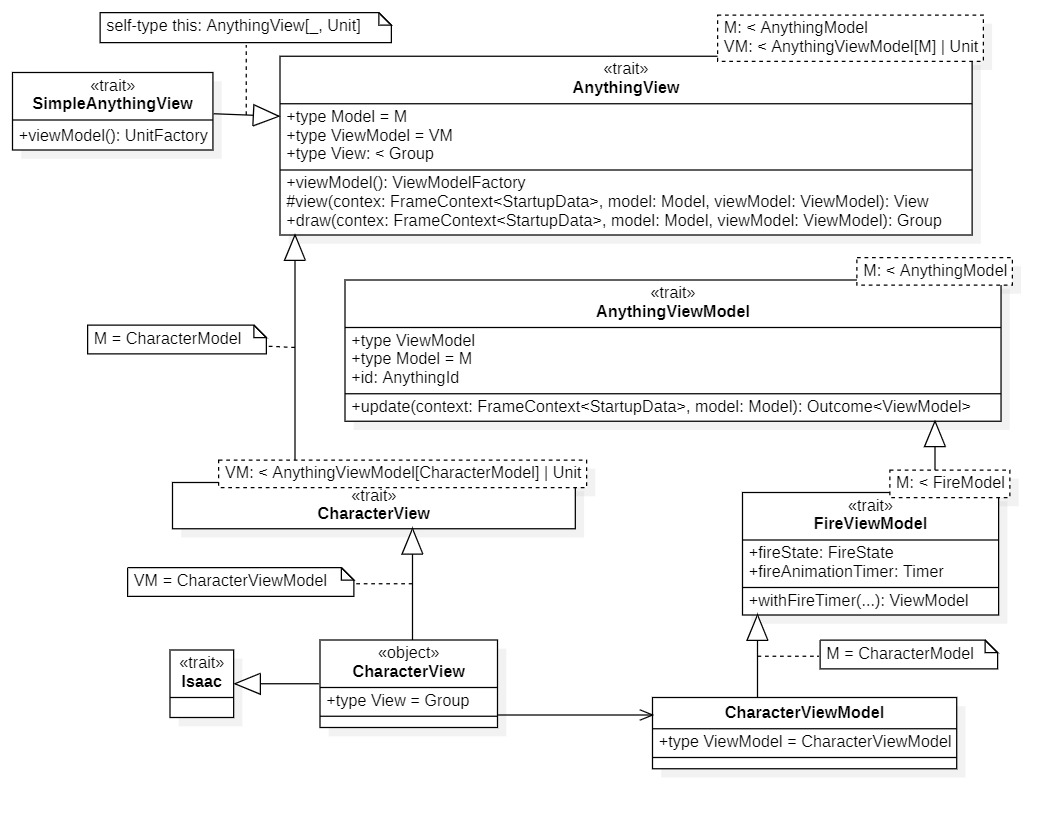 self-type this: AnythingView[_, Unit]
M: < AnythingModel
VM: < AnythingViewModel[M] | Unit
«trait»
SimpleAnythingView
+viewModel(): UnitFactory
«trait»
AnythingView
+type Model = M
+type ViewModel = VM
+type View: < Group
+viewModel(): ViewModelFactory
#view(contex: FrameContext<StartupData>, model: Model, viewModel: ViewModel): View
+draw(contex: FrameContext<StartupData>, model: Model, viewModel: ViewModel): Group
M: < AnythingModel
«trait»
AnythingViewModel
+type ViewModel
+type Model = M
+id: AnythingId
+update(context: FrameContext<StartupData>, model: Model): Outcome<ViewModel>
M = CharacterModel
VM: < AnythingViewModel[CharacterModel] | Unit
«trait»
CharacterView
M: < FireModel
«trait»
FireViewModel
+fireState: FireState
+fireAnimationTimer: Timer
+withFireTimer(...): ViewModel
VM = CharacterViewModel
«trait»
Isaac
«object»
CharacterView
+type View = Group
M = CharacterModel
CharacterViewModel
+type ViewModel = CharacterViewModel